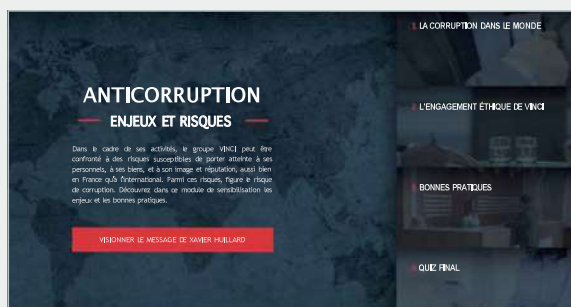 ANTICORRUPTION
ENJEUX ET RISQUES
Dans le cadre de ses activités, le groupe VINCI peut être
confronté à des risques susceptibles de porter atteinte à ses
personnels, à ses biens, et à son image et réputation, aussi bien
en France qu'à l'international. Parmi ces risques, figure le risque
de corruption. Découvrez dans ce module de sensibilisation les
enjeux et les bonnes pratiques.
VISIONNER LE MESSAGE DE XAVIER HUILLARD
1. LA CORRUPTION DANS LE MONDE
2. L'ENGAGEMENT ÉTHIQUE DE VINCI
3. BONNES PRATIQUES
4. QUIZ FINAL